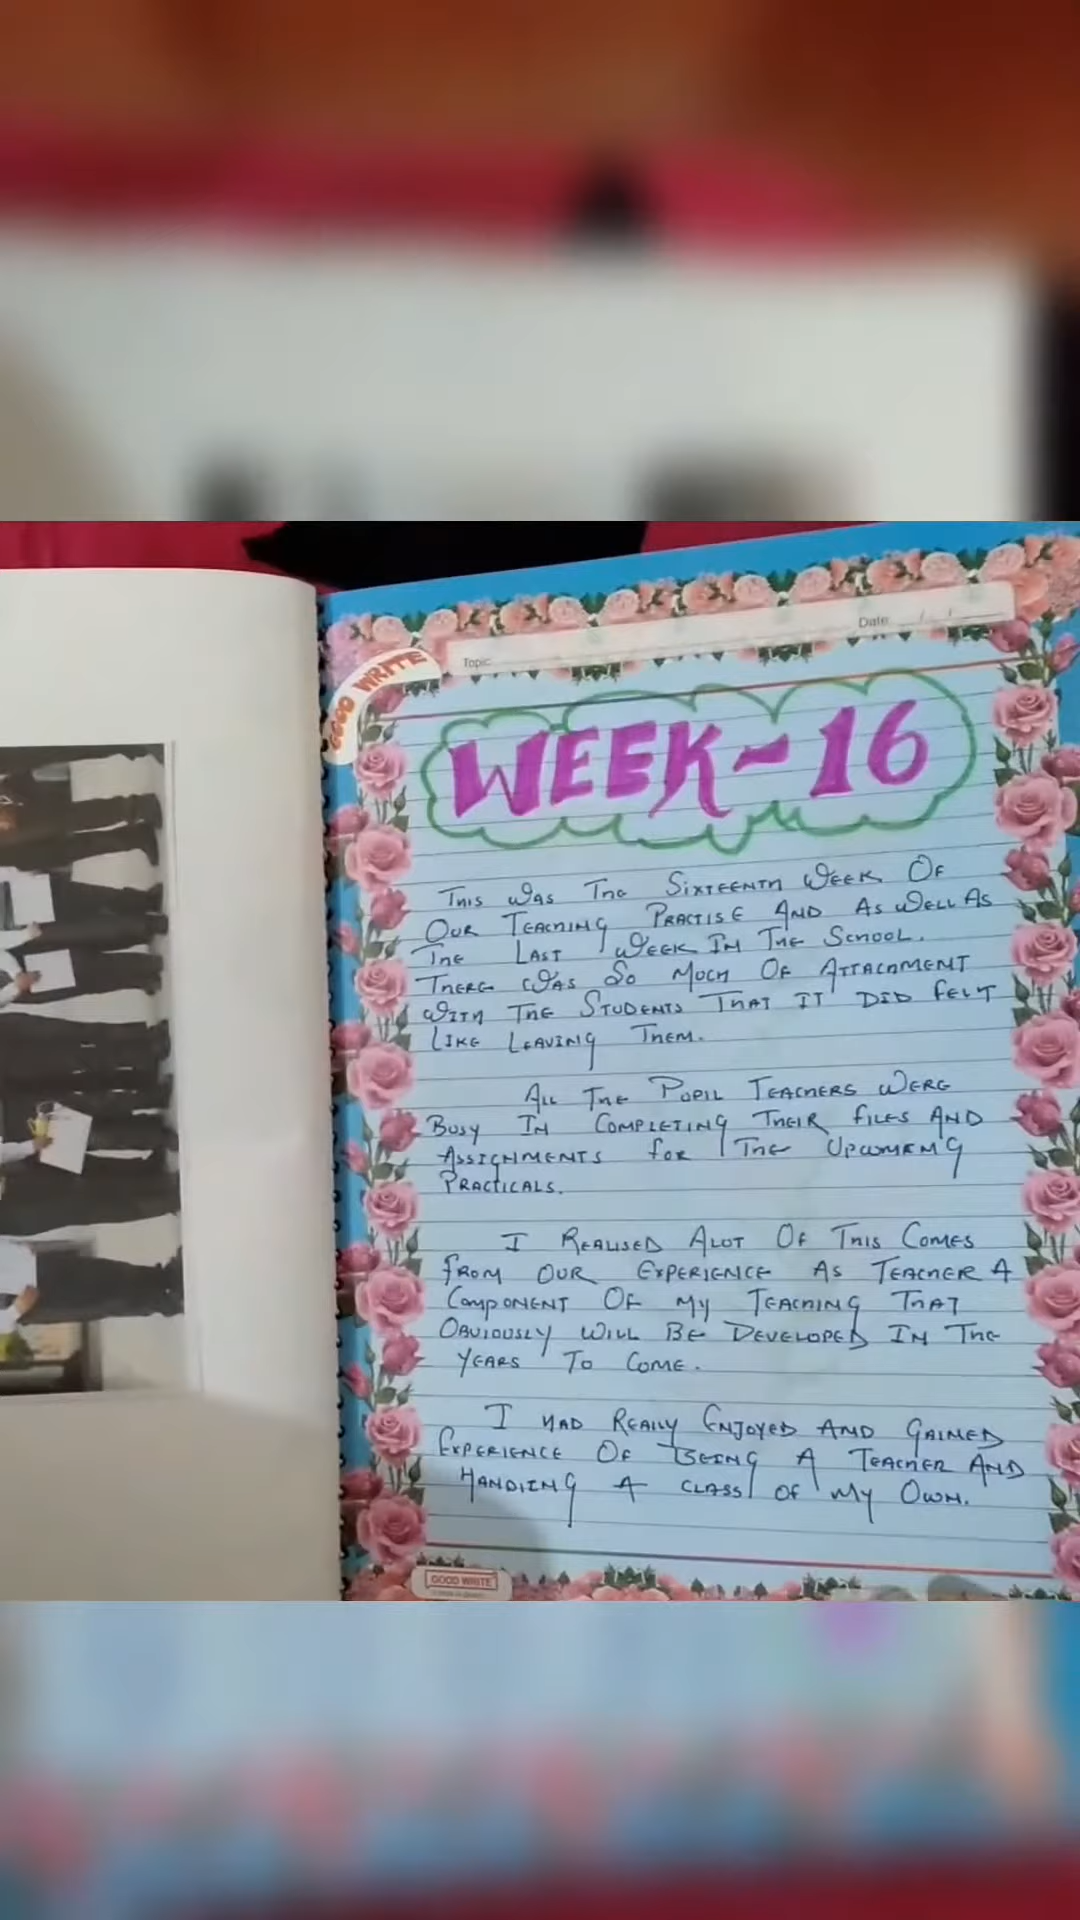 GOOD WRITE
Topic
Date / /
WEEK-16
THIS WAS THE SIXTEENTH WEEK OF
OUR TEACHING PRACTISE AND AS WELL AS
THE LAST WEEK IN THE SCHOOL.
THERE WAS SO MUCH OF ATTACHMENT
WITH THE STUDENTS THAT IT DID FELT
LIKE LEAVING THEM.
ALL THE PUPIL TEACHERS WERE
BUSY IN COMPLETING THEIR FILES AND
ASSIGNMENTS FOR THE
PRACTICALS.
I REALISED ALOT OF THIS COMES
FROM OUR EXPERIENCE AS TEACHER A
COMPONENT OF MY TEACHING THAT
OBVIOUSLY WILL BE DEVELOPED IN THE
YEARS TO COME.
I HAD REALLY ENJOYED AND GAINED
EXPERIENCE OF BEING A TEACHER AND
HANDLING A CLASS OF MY OWN.
GOOD WRITE